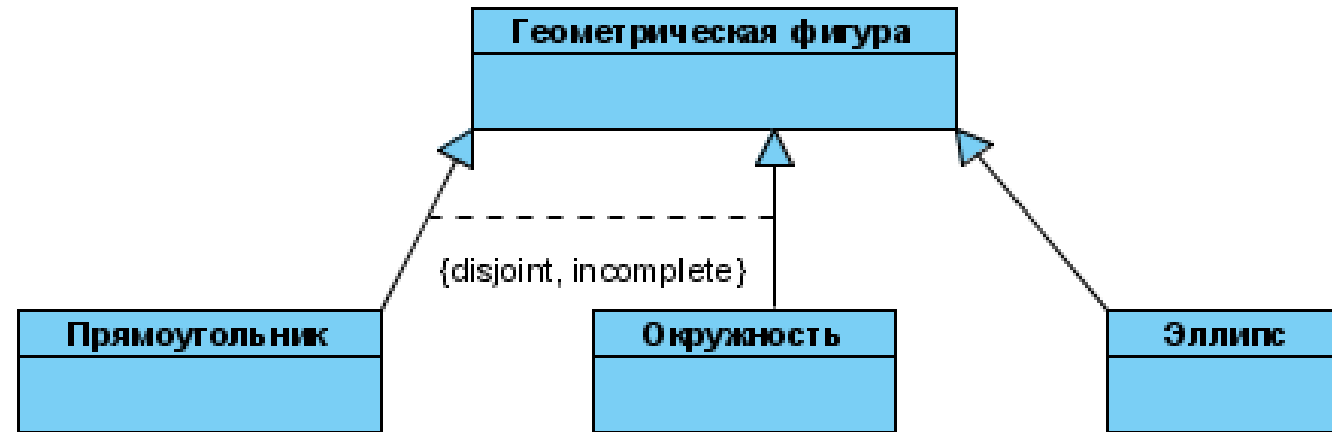 Геометрическая фигура
{disjoint, incomplete}
Прямоугольник
Окружность
Эллипс